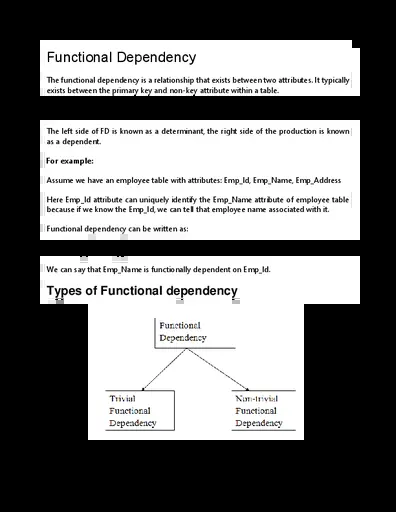 Functional Dependency
The functional dependency is a relationship that exists between two attributes. It typically
exists between the primary key and non-key attribute within a table.
The left side of FD is known as a determinant, the right side of the production is known
as a dependent.
For example:
Assume we have an employee table with attributes: Emp_Id, Emp_Name, Emp_Address
Here Emp_Id attribute can uniquely identify the Emp_Name attribute of employee table
because if we know the Emp_Id, we can tell that employee name associated with it.
Functional dependency can be written as:
We can say that Emp_Name is functionally dependent on Emp_Id.
Types of Functional dependency
Functional
Dependency
Trivial
Functional
Dependency
Non-trivial
Functional
Dependency